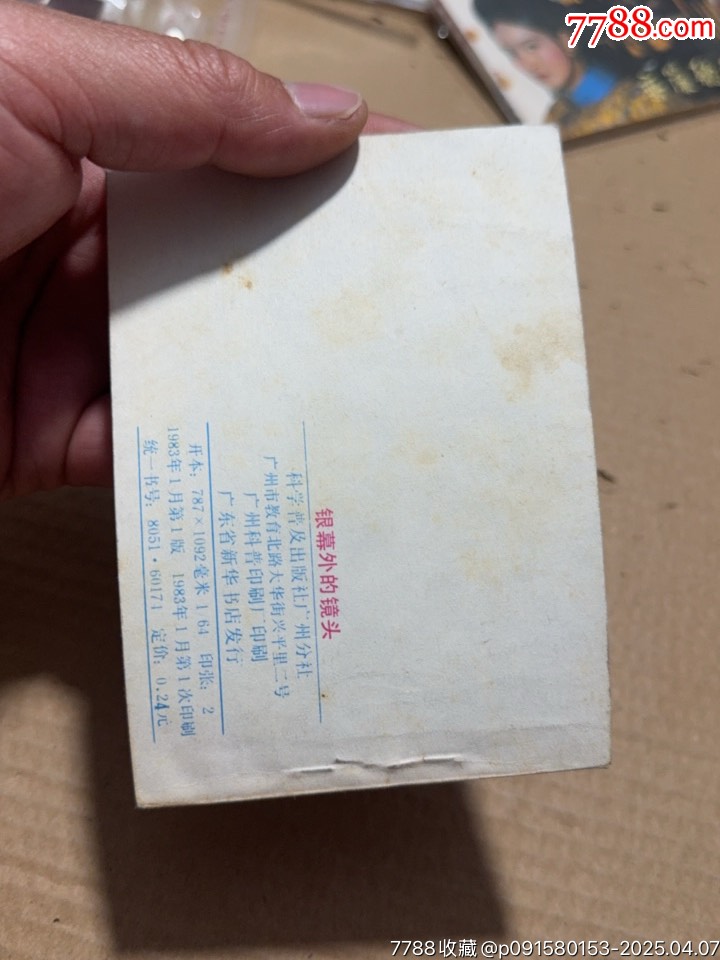 7788.com
银幕外的镜头
科学普及出版社广州分社
广州市教育北路大华街兴平里二号
广州科普印刷厂印刷
广东省新华书店发行
开本：787×1092毫米 1 64 印张：2
1983年1月第1版 1983年1月第1次印刷
统一书号：8051·60171 定价：0.24元
7788收藏@p091580153-2025.04.07